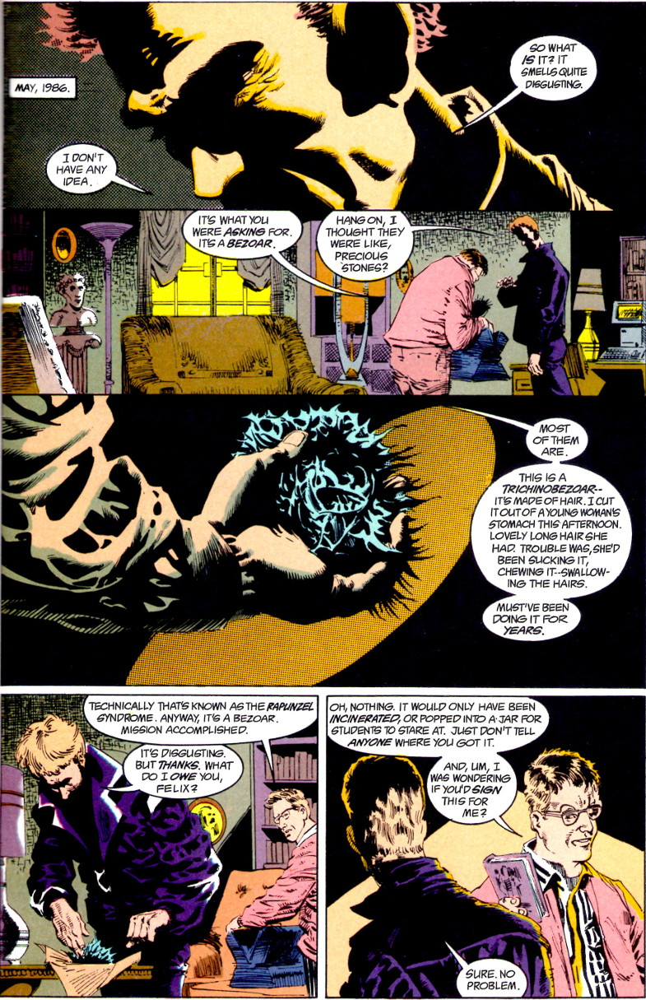 MAY, 1986.
SO WHAT
IS IT? IT
SMELLS QUITE
DISGUSTING.
I DON'T
HAVE ANY
IDEA.
IT'S WHAT YOU
WERE ASKING FOR.
IT'S A BEZOAR.
HANG ON, I
THOUGHT THEY
WERE LIKE,
PRECIOUS
STONES?
MOST
OF THEM
ARE.
THIS IS A
TRICHINOBEZOAR--
IT'S MADE OF HAIR. I CUT
IT OUT OF A YOUNG WOMAN'S
STOMACH THIS AFTERNOON.
LOVELY LONG HAIR SHE
HAD. TROUBLE WAS, SHE'D
BEEN SUCKING IT,
CHEWING IT--SWALLOW-
ING THE HAIRS.
MUST'VE BEEN
DOING IT FOR
YEARS.
TECHNICALLY THAT'S KNOWN AS THE RAPUNZEL
SYNDROME. ANYWAY, IT'S A BEZOAR.
MISSION ACCOMPLISHED.
IT'S DISGUSTING.
BUT THANKS. WHAT
DO I OWE YOU,
FELIX?
OH, NOTHING. IT WOULD ONLY HAVE BEEN
INCINERATED, OR POPPED INTO A JAR FOR
STUDENTS TO STARE AT. JUST DON'T TELL
ANYONE WHERE YOU GOT IT.
AND, UM, I
WAS WONDERING
IF YOU'D SIGN
THIS FOR
ME?
SURE. NO
PROBLEM.